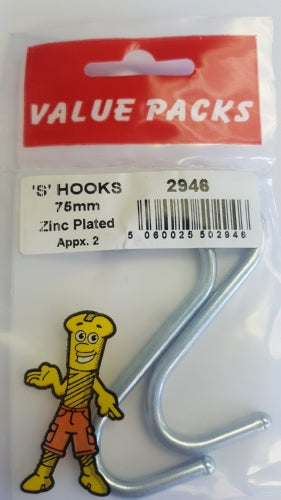 VALUE PACKS
'S' HOOKS 2946
75mm
Zinc Plated
Appx. 2
5 060025 502946